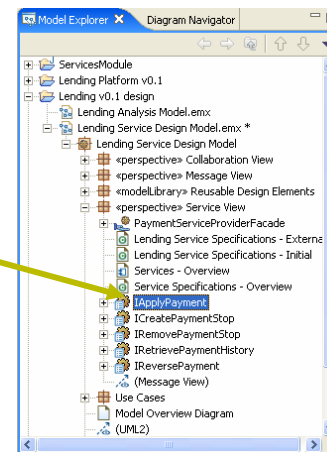 Model Explorer Diagram Navigator
ServicesModule
Lending Platform v0.1
Lending v0.1 design
Lending Analysis Model.emx
Lending Service Design Model.emx *
Lending Service Design Model
«perspective» Collaboration View
«perspective» Message View
«modelLibrary» Reusable Design Elements
«perspective» Service View
PaymentServiceProviderFacade
Lending Service Specifications - Externa
Lending Service Specifications - Initial
Services - Overview
Service Specifications - Overview
IApplyPayment
ICreatePaymentStop
IRemovePaymentStop
IRetrievePaymentHistory
IReversePayment
(Message View)
Use Cases
Model Overview Diagram
(UML2)